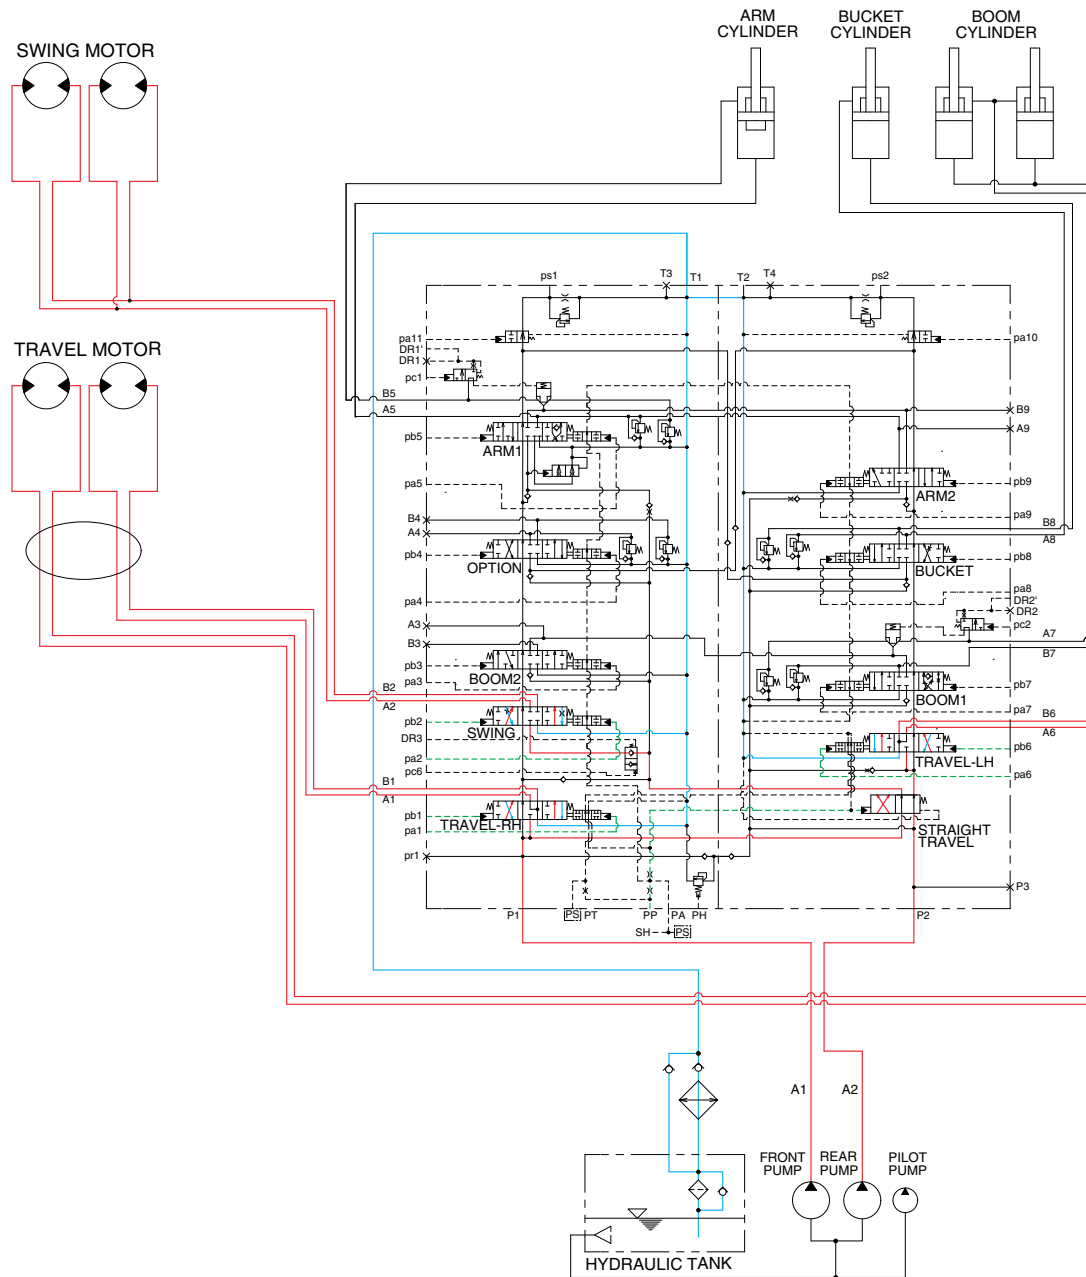 ARM
CYLINDER
BUCKET
CYLINDER
BOOM
CYLINDER
SWING MOTOR
TRAVEL MOTOR
ps1
T3
T1
T2
T4
ps2
pa11
DR1'
DR1
pc1
pa10
B5
A5
B9
A9
pb5
ARM1
pa5
ARM2
pb9
pa9
B4
A4
B8
A8
pb4
OPTION
BUCKET
pb8
pa4
pa8
DR2'
DR2
A3
pc2
B3
A7
B7
pb3
BOOM2
pa3
BOOM1
pb7
pa7
B2
A2
pb2
SWING
B6
A6
DR3
pa2
TRAVEL-LH
pb6
pc6
pa6
B1
A1
pb1
TRAVEL-RH
pa1
STRAIGHT
TRAVEL
pr1
P3
P1
PS
PT
PP
PA
PH
P2
SH
PS
A1
A2
FRONT
PUMP
REAR
PUMP
PILOT
PUMP
HYDRAULIC TANK